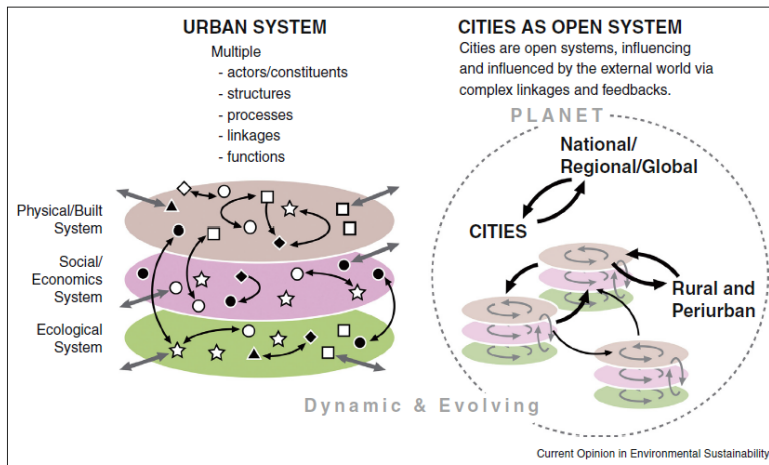 URBAN SYSTEM
Multiple
- actors/constituents
- structures
- processes
- linkages
- functions
Physical/Built
System
Social/
Economics
System
Ecological
System
CITIES AS OPEN SYSTEM
Cities are open systems, influencing
and influenced by the external world via
complex linkages and feedbacks.
PLANET
National/
Regional/Global
CITIES
Rural and
Periurban
Dynamic & Evolving
Current Opinion in Environmental Sustainability